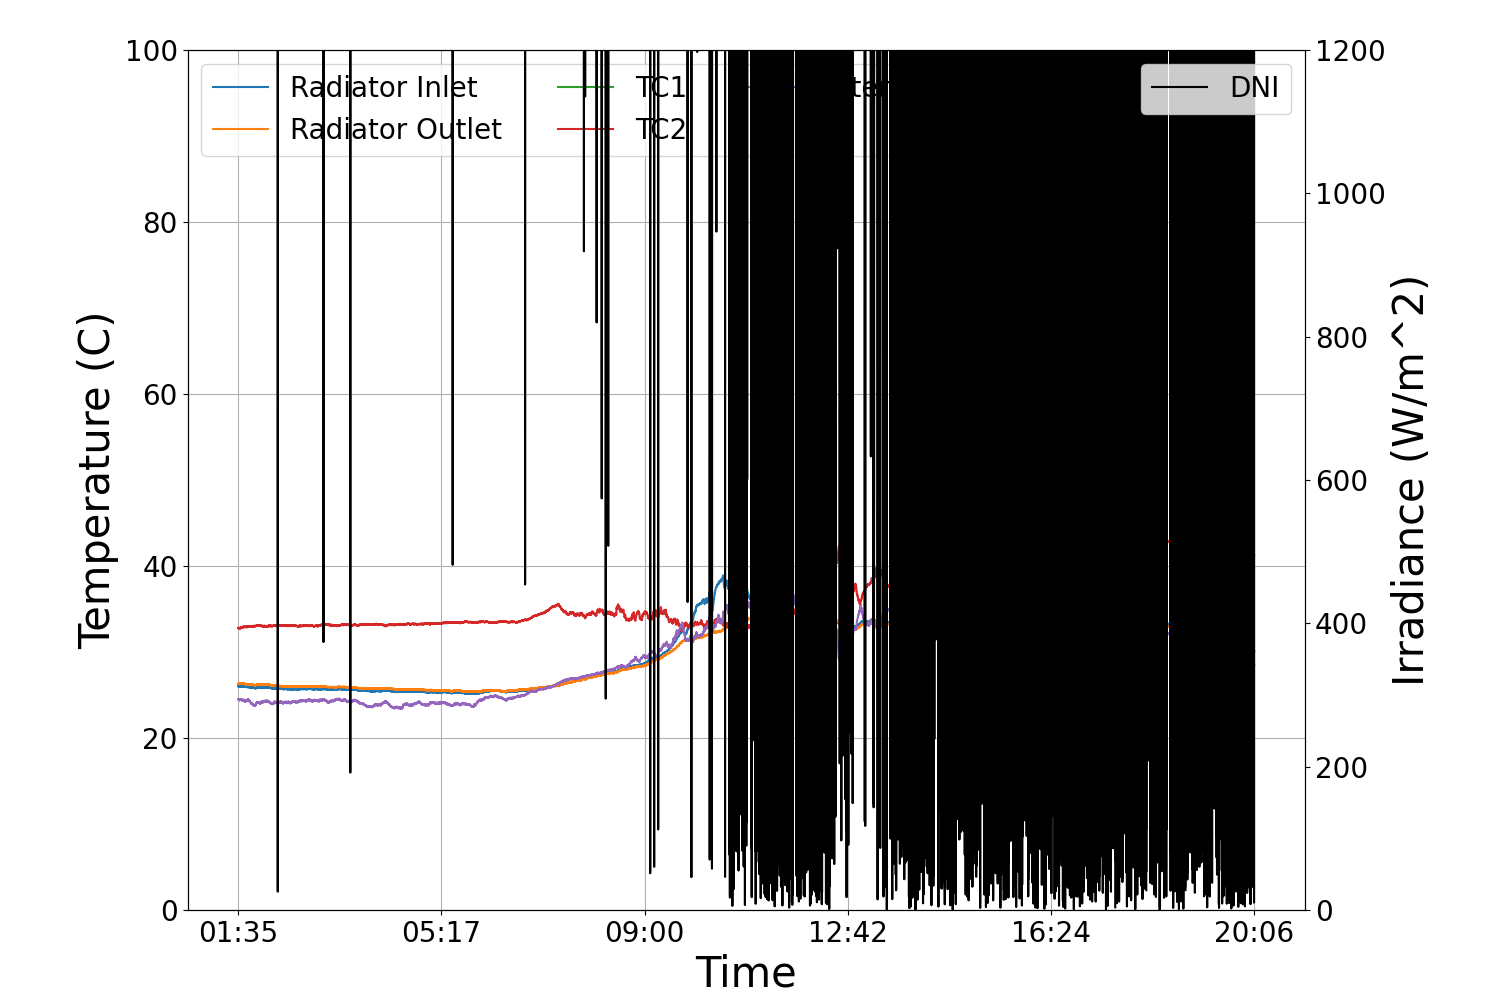 100
80
60
40
20
0
Temperature (C)
Radiator Inlet
Radiator Outlet
TC1
TC2
DNI
1200
1000
800
600
400
200
0
Irradiance (W/m^2)
01:35 05:17 09:00 12:42 16:24 20:06
Time